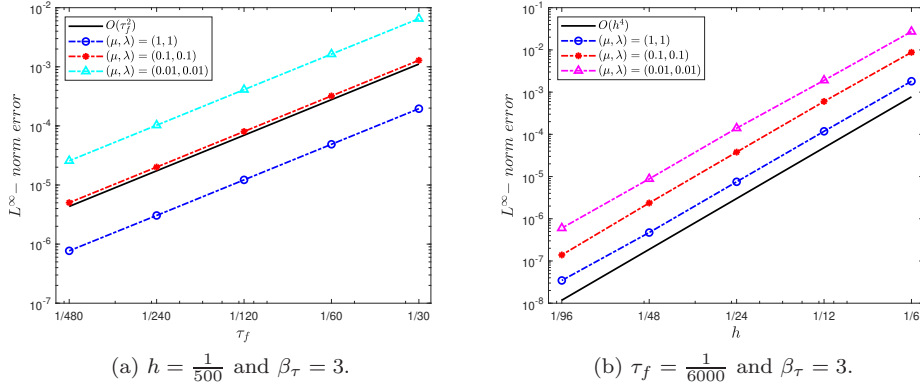 O(τ_f^2)
(μ, λ) = (1, 1)
(μ, λ) = (0.1, 0.1)
(μ, λ) = (0.01, 0.01)
10^-2
10^-3
10^-4
10^-5
10^-6
10^-7
L^∞− norm error
1/480 1/240 1/120 1/60 1/30
τ_f
(a) h = 1/500 and β_τ = 3.
O(h^4)
(μ, λ) = (1, 1)
(μ, λ) = (0.1, 0.1)
(μ, λ) = (0.01, 0.01)
10^-1
10^-2
10^-3
10^-4
10^-5
10^-6
10^-7
10^-8
L^∞− norm error
1/96 1/48 1/24 1/12 1/6
h
(b) τ_f = 1/6000 and β_τ = 3.